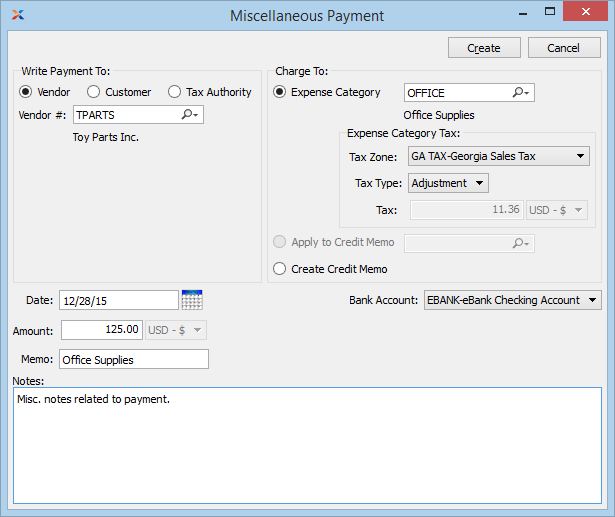 Miscellaneous Payment
Create Cancel
Write Payment To:
Vendor Customer Tax Authority
Vendor #: TPARTS
Toy Parts Inc.
Charge To:
Expense Category OFFICE
Office Supplies
Expense Category Tax:
Tax Zone: GA TAX-Georgia Sales Tax
Tax Type: Adjustment
Tax: 11.36 USD - $
Apply to Credit Memo
Create Credit Memo
Date: 12/28/15
Bank Account: EBANK-eBank Checking Account
Amount: 125.00 USD - $
Memo: Office Supplies
Notes:
Misc. notes related to payment.